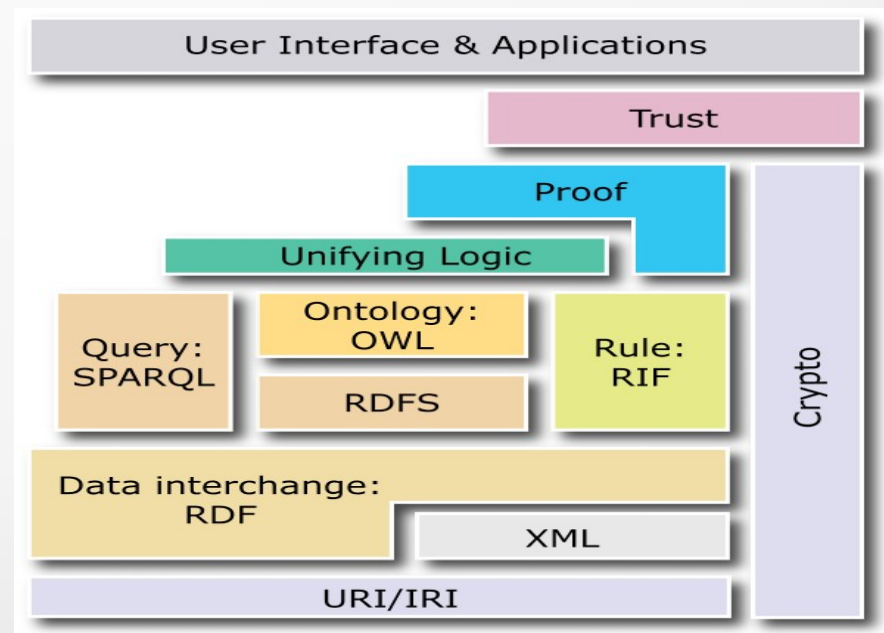 User Interface & Applications
Trust
Proof
Unifying Logic
Query:
SPARQL
Ontology:
OWL
RDFS
Rule:
RIF
Crypto
Data interchange:
RDF
XML
URI/IRI